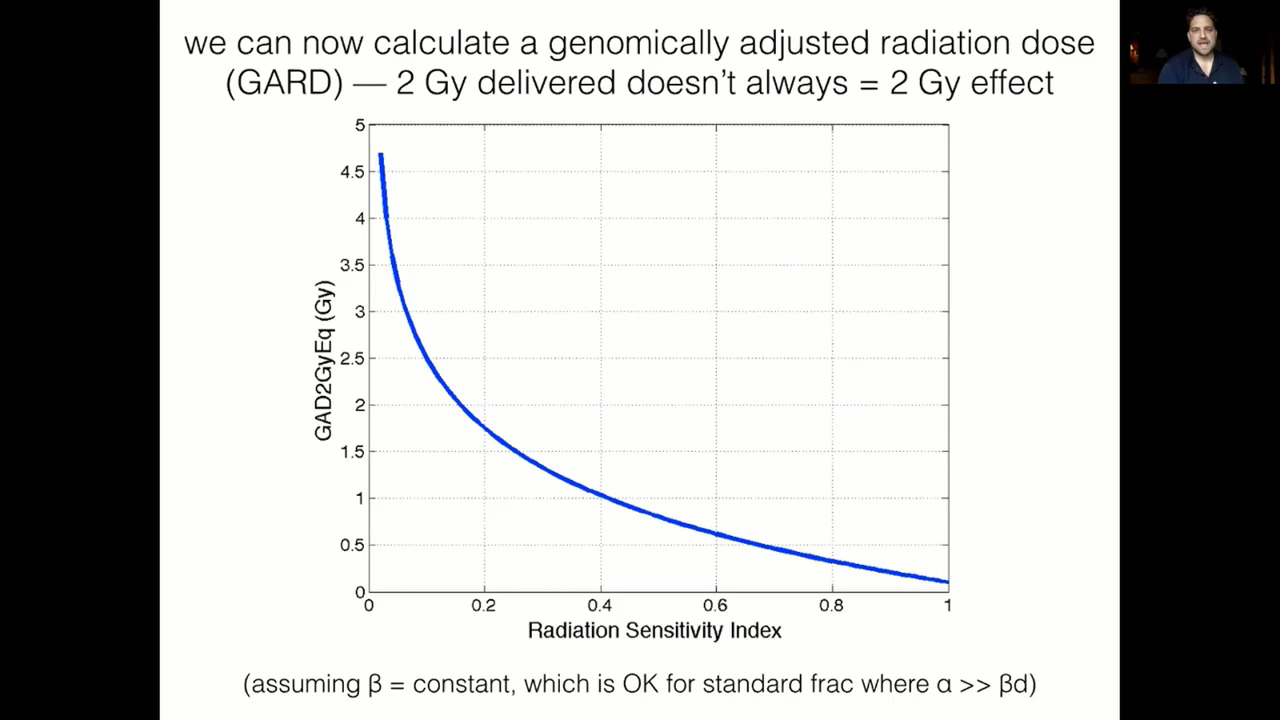 we can now calculate a genomically adjusted radiation dose
(GARD) — 2 Gy delivered doesn't always = 2 Gy effect
5
4.5
4
3.5
3
2.5
2
1.5
1
0.5
0
GAD2GyEq (Gy)
0 0.2 0.4 0.6 0.8 1
Radiation Sensitivity Index
(assuming β = constant, which is OK for standard frac where α >> βd)